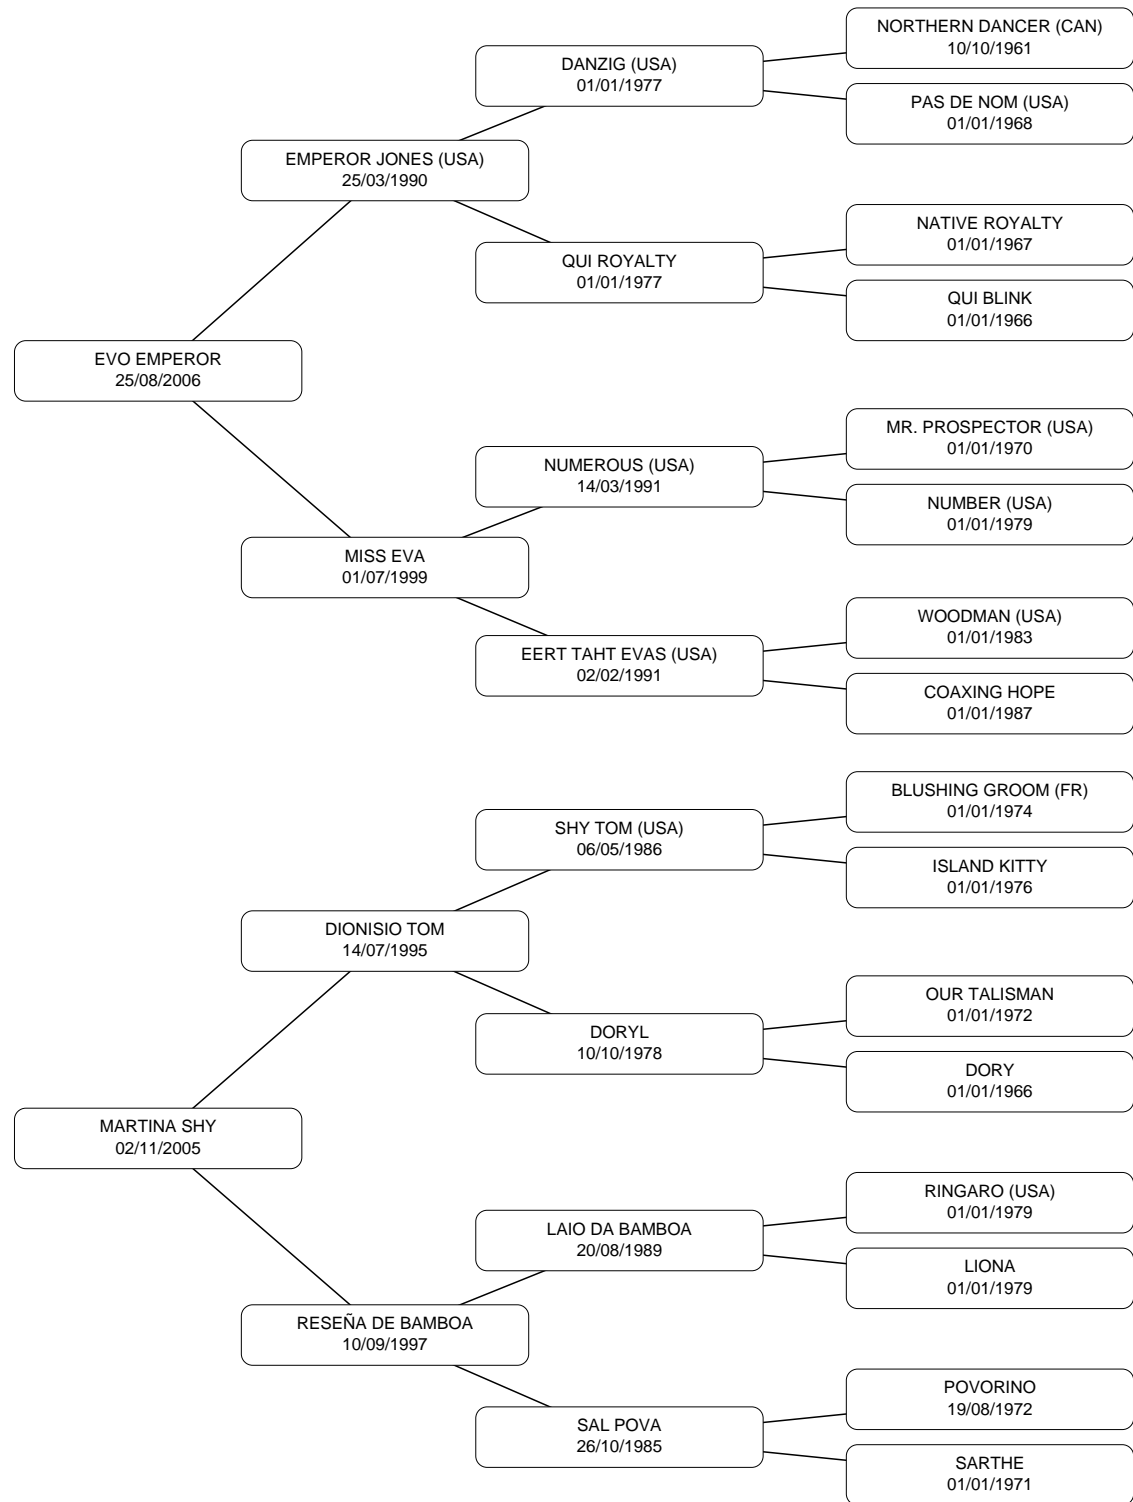 NORTHERN DANCER (CAN)
10/10/1961
DANZIG (USA)
01/01/1977
PAS DE NOM (USA)
01/01/1968
EMPEROR JONES (USA)
25/03/1990
NATIVE ROYALTY
01/01/1967
QUI ROYALTY
01/01/1977
QUI BLINK
01/01/1966
EVO EMPEROR
25/08/2006
MR. PROSPECTOR (USA)
01/01/1970
NUMEROUS (USA)
14/03/1991
NUMBER (USA)
01/01/1979
MISS EVA
01/07/1999
WOODMAN (USA)
01/01/1983
EERT TAHT EVAS (USA)
02/02/1991
COAXING HOPE
01/01/1987
BLUSHING GROOM (FR)
01/01/1974
SHY TOM (USA)
06/05/1986
ISLAND KITTY
01/01/1976
DIONISIO TOM
14/07/1995
OUR TALISMAN
01/01/1972
DORYL
10/10/1978
DORY
01/01/1966
MARTINA SHY
02/11/2005
RINGARO (USA)
01/01/1979
LAIO DA BAMBOA
20/08/1989
LIONA
01/01/1979
RESEÑA DE BAMBOA
10/09/1997
POVORINO
19/08/1972
SAL POVA
26/10/1985
SARTHE
01/01/1971